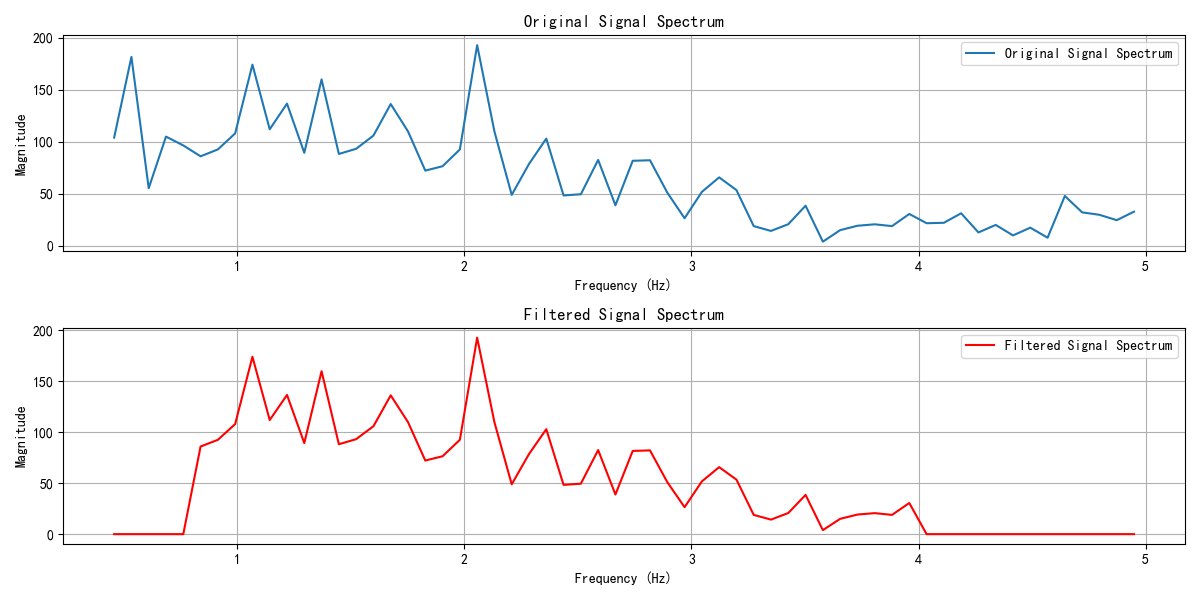 Original Signal Spectrum
200
150
100
50
0
Magnitude
Original Signal Spectrum
1 2 3 4 5
Frequency (Hz)
Filtered Signal Spectrum
200
150
100
50
0
Magnitude
Filtered Signal Spectrum
1 2 3 4 5
Frequency (Hz)